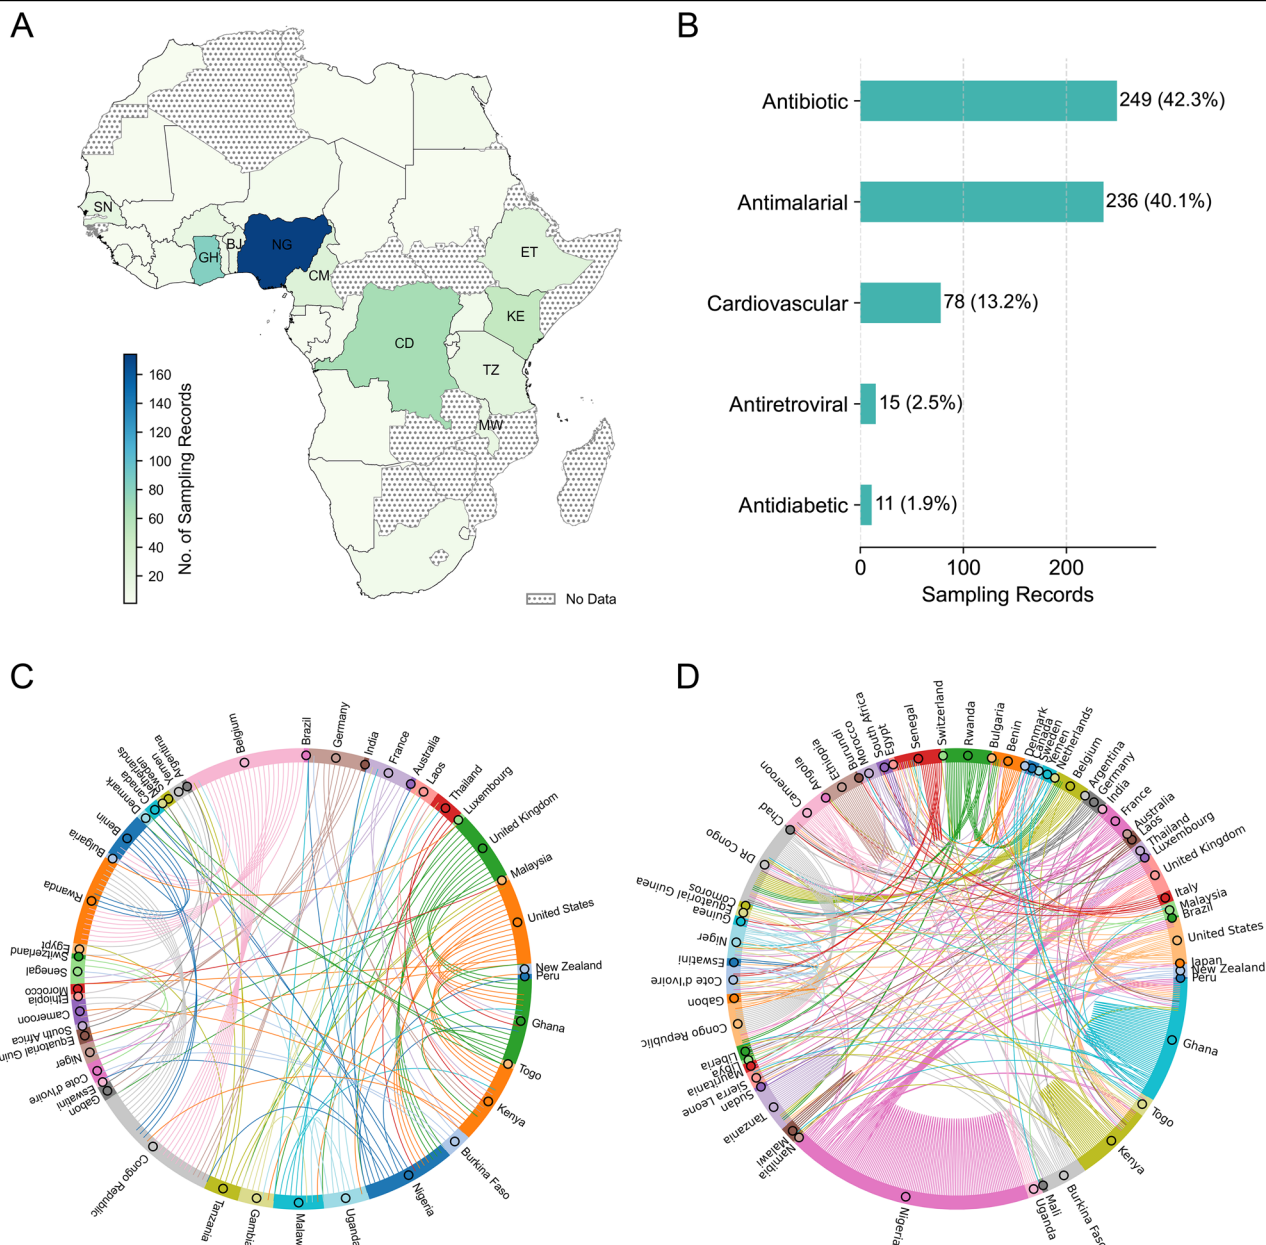 A
SN
GH
BJ
NG
CM
ET
KE
CD
TZ
MW
160
140
120
100
80
60
40
20
No. of Sampling Records
No Data
B
Antibiotic
249 (42.3%)
Antimalarial
236 (40.1%)
Cardiovascular
78 (13.2%)
Antiretroviral
15 (2.5%)
Antidiabetic
11 (1.9%)
0
100
200
Sampling Records
C
Belgium
Brazil
Germany
India
France
Australia
Laos
Thailand
Luxembourg
United Kingdom
Malaysia
United States
New Zealand
Peru
Ghana
Togo
Kenya
Burkina Faso
Nigeria
Uganda
Malaw
Gambia
Tanzania
Congo Republic
Gabon
Eswatini
Cote d'Ivoire
Niger
Equatorial Guin
South Africa
Cameroon
Ethiopia
Morocco
Senegal
Switzerland
Egypt
Rwanda
Bulgaria
Benin
Denmark
Canada
Netherlands
Sweden
Yemen
Argentina
D
Switzerland
Rwanda
Bulgaria
Benin
Denmark
Canada
Sweden
Yemen
Netherlands
Belgium
Argentina
Germany
India
France
Australia
Laos
Thailand
Luxembourg
United Kingdom
Italy
Malaysia
Brazil
United States
Japan
New Zealand
Peru
Ghana
Togo
Kenya
Burkina Faso
Mali
Uganda
Nigeria
Namibia
Malawi
Tanzania
Sudan
Sierra Leone
Mauritania
Libya
Liberia
Congo Republic
Gabon
Cote d'Ivoire
Eswatini
Niger
Guinea
Equatorial Guinea
Comoros
DR Congo
Chad
Cameroon
Angola
Ethiopia
Burundi
Morocco
South Africa
Egypt
Senegal